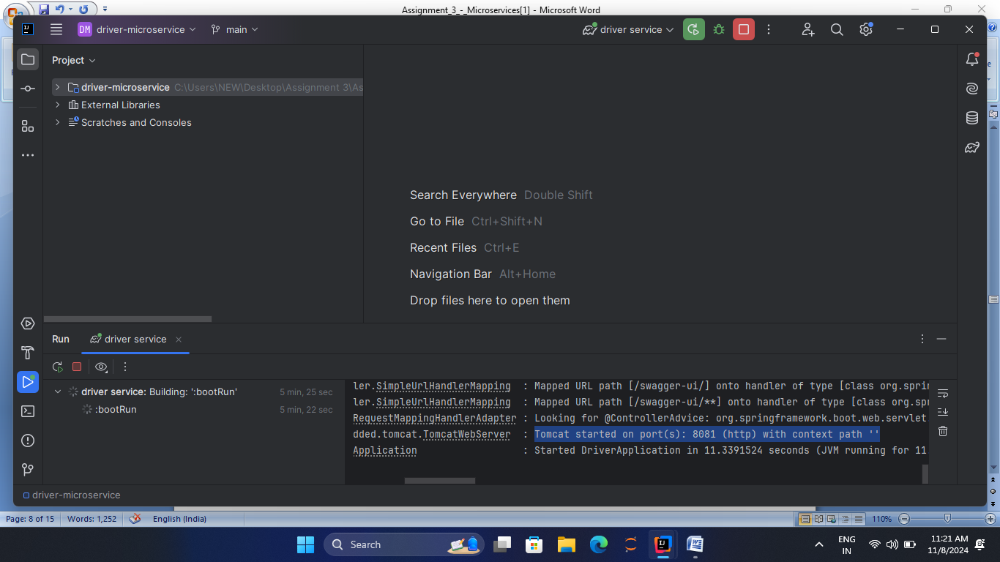 Assignment_3_-_Microservices[1] - Microsoft Word
DM driver-microservice main driver service
Project
driver-microservice C:\Users\NEW\Desktop\Assignment 3\As
External Libraries
Scratches and Consoles
Search Everywhere Double Shift
Go to File Ctrl+Shift+N
Recent Files Ctrl+E
Navigation Bar Alt+Home
Drop files here to open them
Run driver service
driver service: Building: ':bootRun' 5 min, 25 sec
:bootRun 5 min, 22 sec
ler.SimpleUrlHandlerMapping : Mapped URL path [/swagger-ui/] onto handler of type [class org.sprin
ler.SimpleUrlHandlerMapping : Mapped URL path [/swagger-ui/**] onto handler of type [class org.spr
RequestMappingHandlerAdapter : Looking for @ControllerAdvice: org.springframework.boot.web.servlet
dded.tomcat.TomcatWebServer : Tomcat started on port(s): 8081 (http) with context path ''
Application : Started DriverApplication in 11.3391524 seconds (JVM running for 11
driver-microservice
Page: 8 of 15 Words: 1,252 English (India) 110%
Search
ENG
IN
11:21 AM
11/8/2024